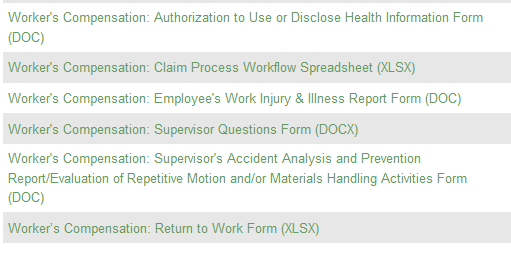 Worker's Compensation: Authorization to Use or Disclose Health Information Form
(DOC)
Worker's Compensation: Claim Process Workflow Spreadsheet (XLSX)
Worker's Compensation: Employee's Work Injury & Illness Report Form (DOC)
Worker's Compensation: Supervisor Questions Form (DOCX)
Worker's Compensation: Supervisor's Accident Analysis and Prevention
Report/Evaluation of Repetitive Motion and/or Materials Handling Activities Form
(DOC)
Worker's Compensation: Return to Work Form (XLSX)